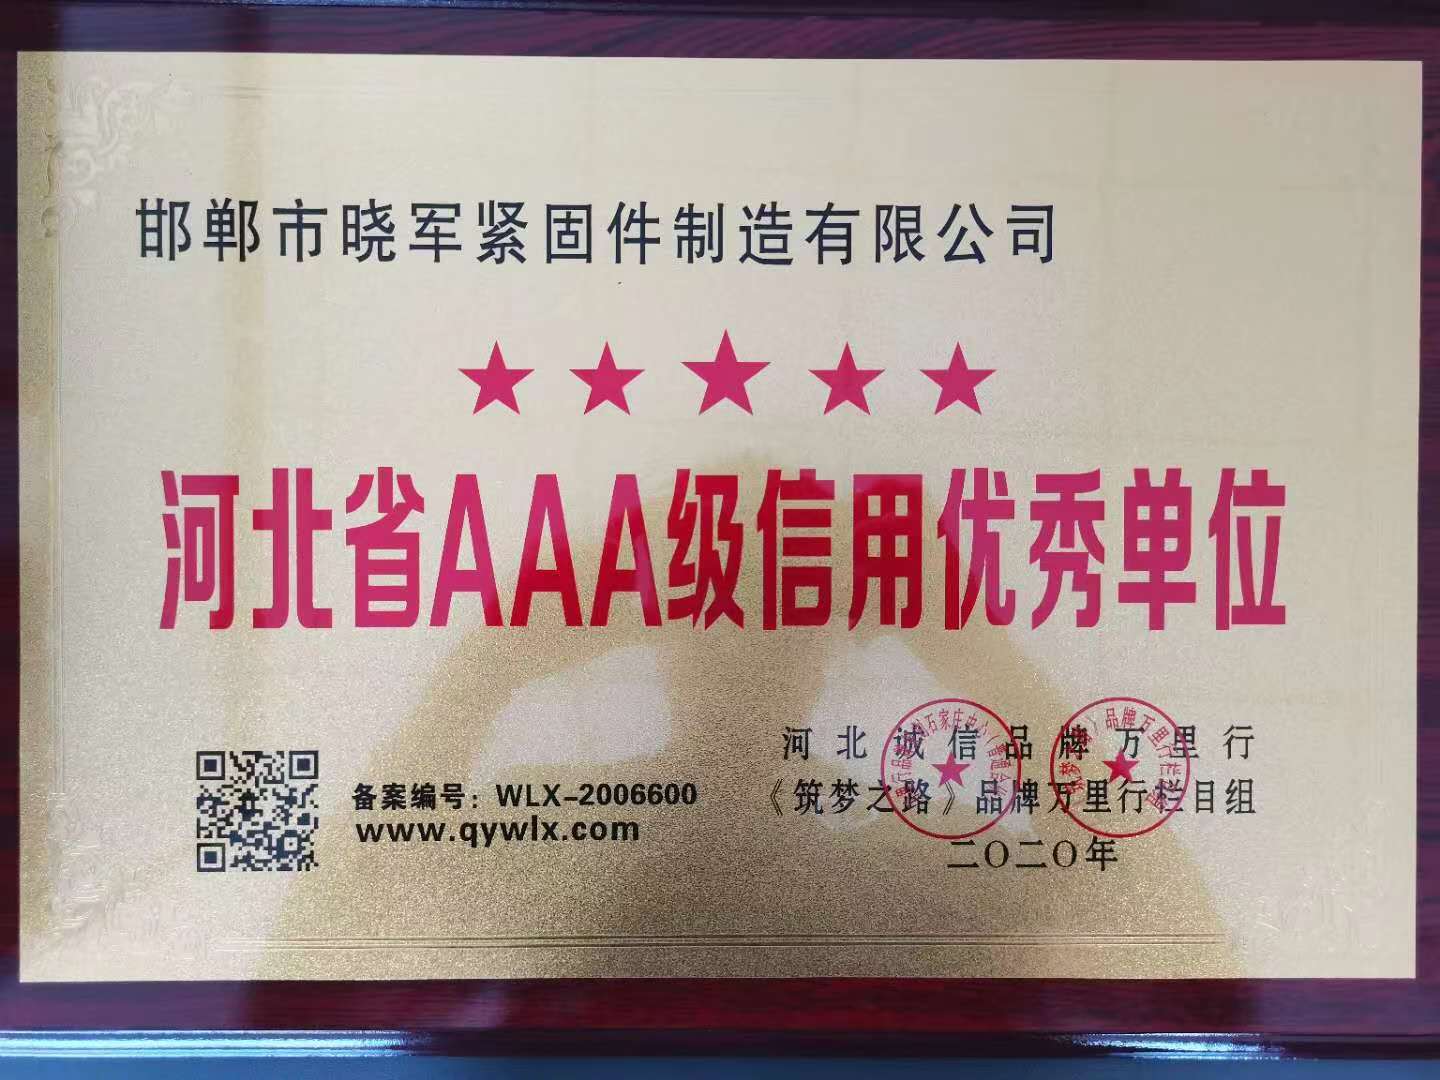 邯郸市晓军紧固件制造有限公司
河北省AAA级信用优秀单位
河北诚信品牌万里行
《筑梦之路》品牌万里行栏目组
二〇二〇年
备案编号：WLX-2006600
www.qywlx.com